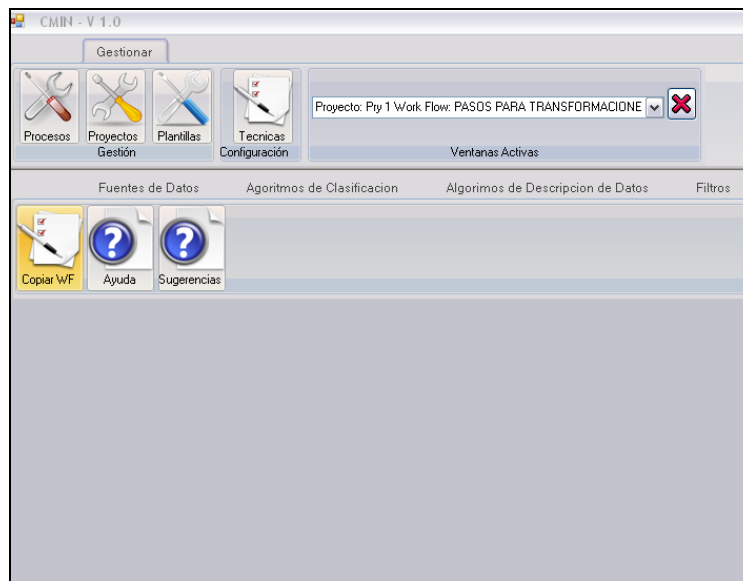 CMIN - V 1.0
Gestionar
Procesos Proyectos Plantillas Tecnicas
Proyecto: Pry 1 Work Flow: PASOS PARA TRANSFORMACIONE
Gestión Configuración Ventanas Activas
Fuentes de Datos Agoritmos de Clasificacion Algorimos de Descripcion de Datos Filtros
Copiar WF Ayuda Sugerencias